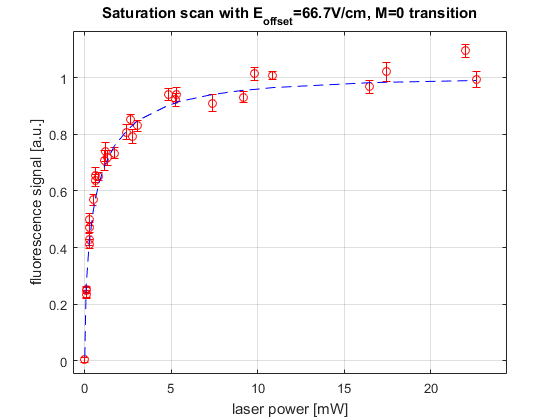 Saturation scan with E_offset=66.7V/cm, M=0 transition
fluorescence signal [a.u.]
1
0.8
0.6
0.4
0.2
0
0 5 10 15 20
laser power [mW]